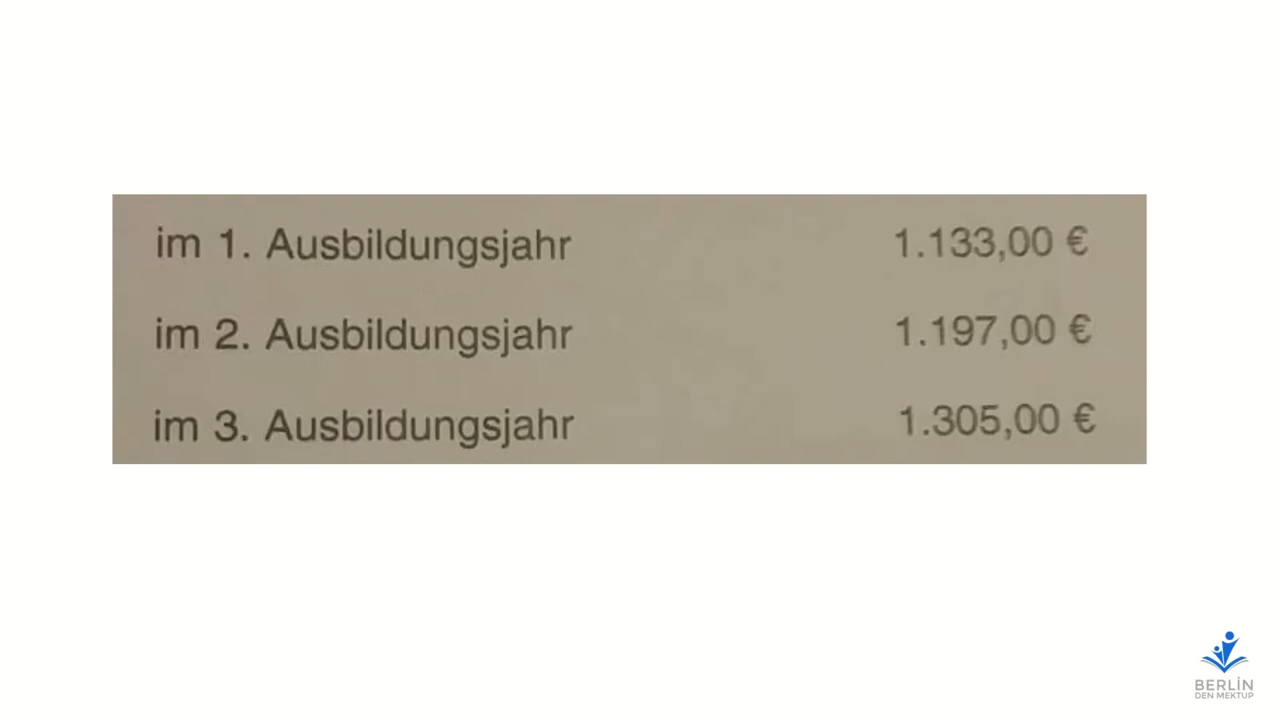 im 1. Ausbildungsjahr 1.133,00 €
im 2. Ausbildungsjahr 1.197,00 €
im 3. Ausbildungsjahr 1.305,00 €
BERLİN
DEN MEKTUP